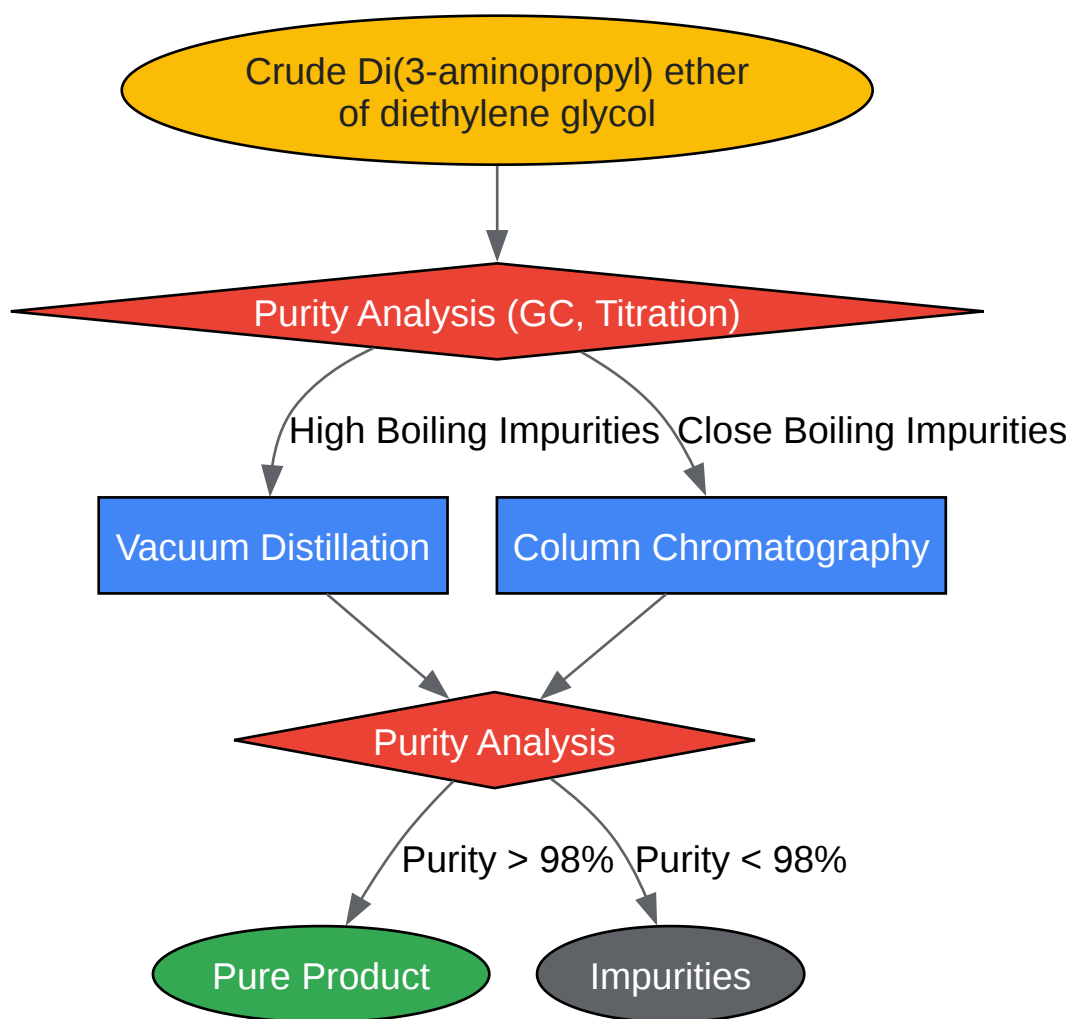 Crude Di(3-aminopropyl) ether
of diethylene glycol
Purity Analysis (GC, Titration)
High Boiling Impurities
Close Boiling Impurities
Vacuum Distillation
Column Chromatography
Purity Analysis
Purity > 98%
Purity < 98%
Pure Product
Impurities